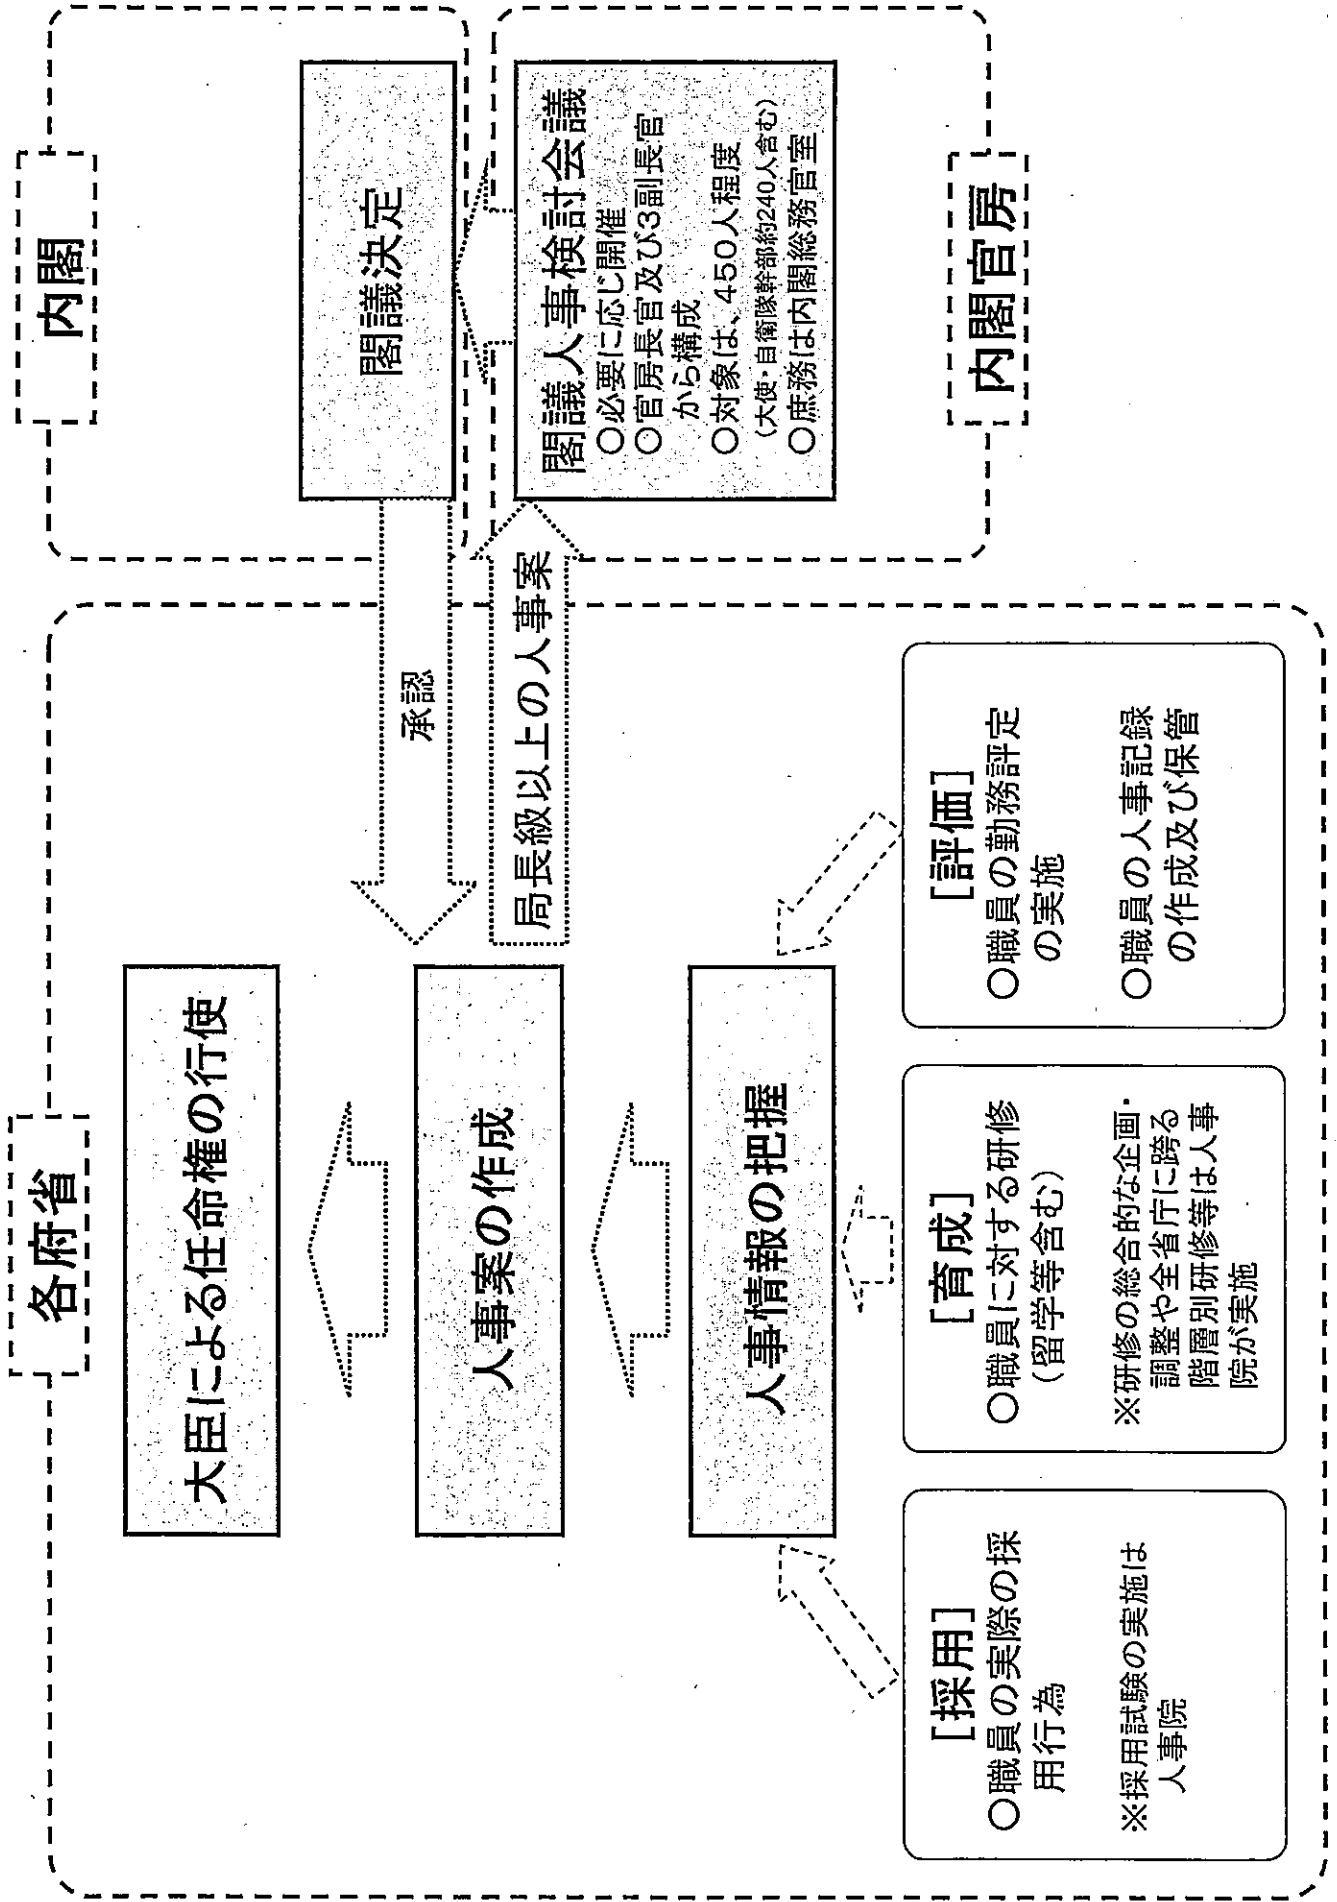 各府省
大臣による任命権の行使
人事案の作成
人事情報の把握
[採用]
○職員の実際の採
用行為
※採用試験の実施は
人事院
[育成]
○職員に対する研修
(留学等含む)
※研修の総合的な企画・
調整や全省庁に跨る
階層別研修等は人事
院が実施
[評価]
○職員の勤務評定
の実施
○職員の人事記録
の作成及び保管
承認
局長級以上の人事案
内閣
閣議決定
閣議人事検討会議
○必要に応じ開催
○官房長官及び3副長官
から構成
○対象は、450人程度
(大使・自衛隊幹部約240人含む)
○庶務は内閣総務官室
内閣官房